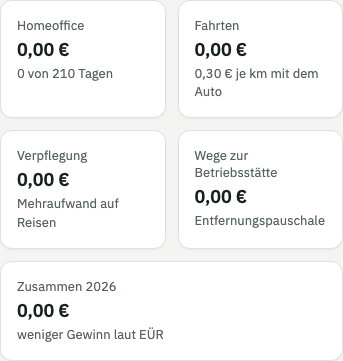 Homeoffice
0,00 €
0 von 210 Tagen
Fahrten
0,00 €
0,30 € je km mit dem
Auto
Verpflegung
0,00 €
Mehraufwand auf
Reisen
Wege zur
Betriebsstätte
0,00 €
Entfernungspauschale
Zusammen 2026
0,00 €
weniger Gewinn laut EÜR